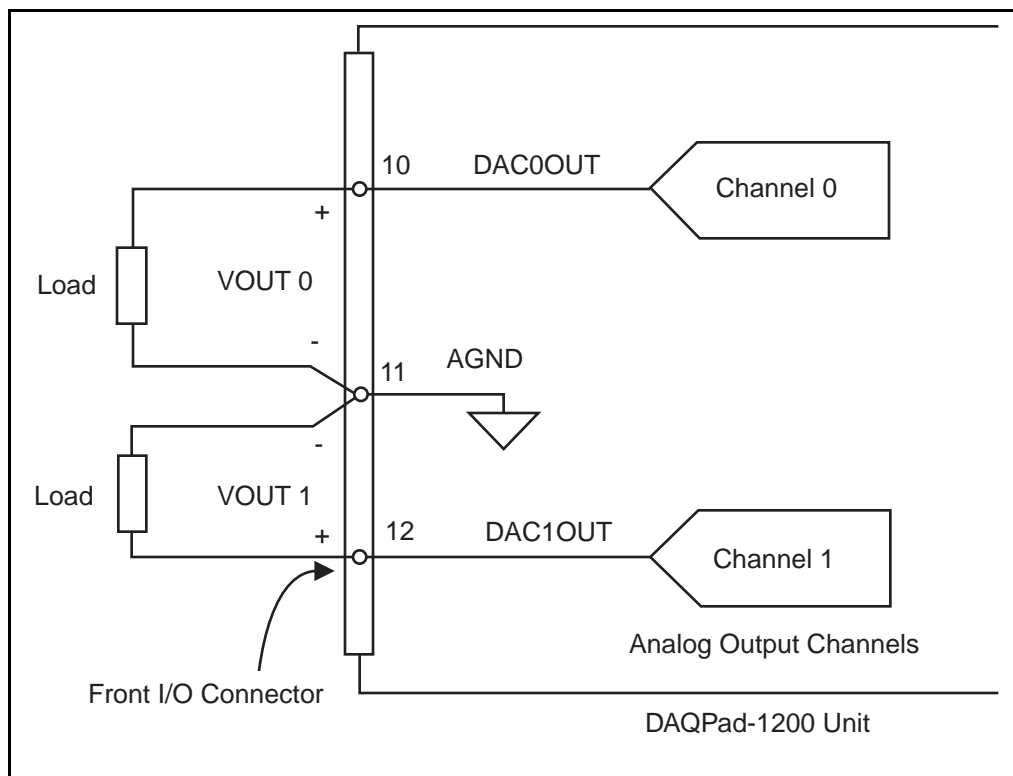 10
DAC0OUT
Channel 0
+
Load
VOUT 0
-
11
AGND
-
Load
VOUT 1
+
12
DAC1OUT
Channel 1
Analog Output Channels
Front I/O Connector
DAQPad-1200 Unit